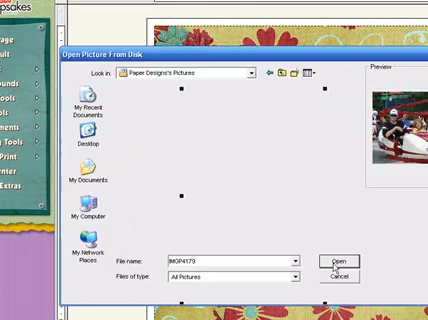 psakes
age
ult
s
ounds
ools
ols
ments
g Tools
Print
enter
Extras
Open Picture From Disk
Look in:
Paper Designs's Pictures
Preview
My Recent
Documents
Desktop
My Documents
My Computer
My Network
Places
File name:
IMGP4179
Open
Files of type:
All Pictures
Cancel